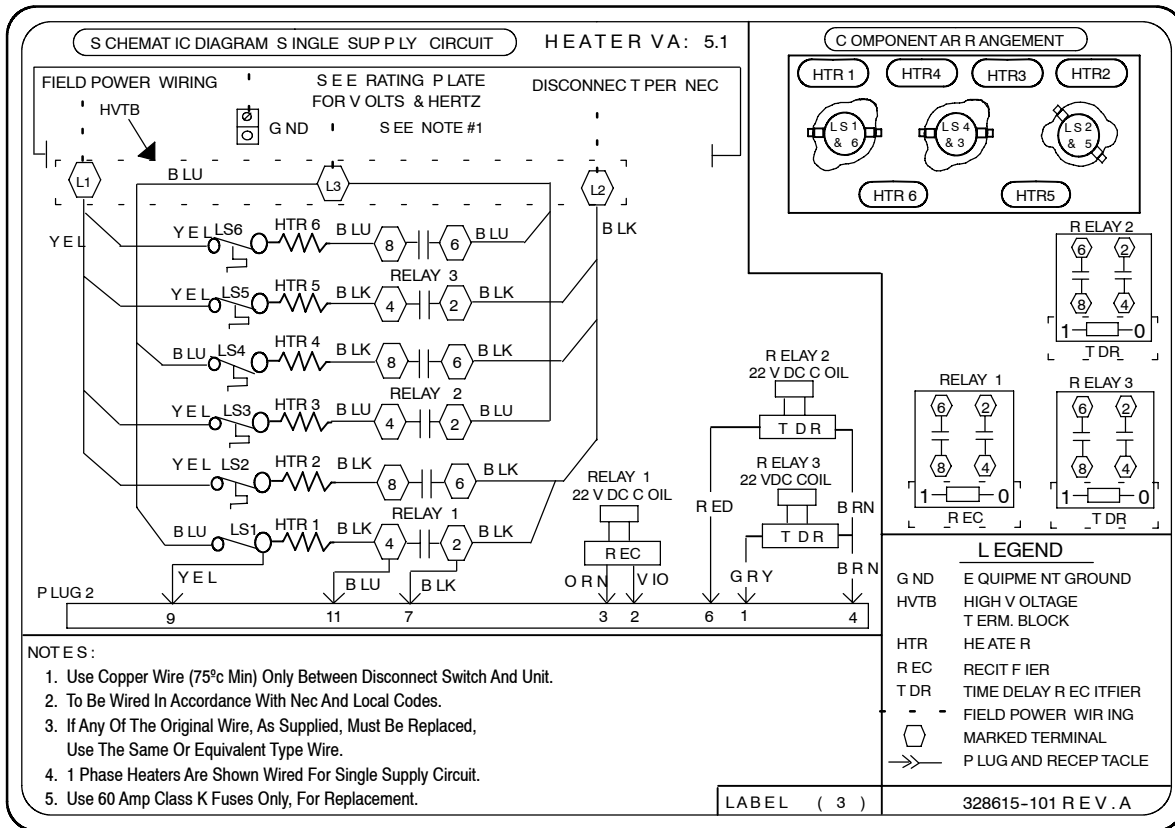 SCHEMATIC DIAGRAM SINGLE SUPPLY CIRCUIT
HEATER VA: 5.1
FIELD POWER WIRING
HVTB
GND
SEE RATING PLATE
FOR VOLTS & HERTZ
SEE NOTE #1
DISCONNECT PER NEC
L1
BLU
L3
L2
YEL
BLK
YEL LS6 HTR 6 BLU 8 6 BLU
RELAY 3
YEL LS5 HTR 5 BLK 4 2 BLK
BLU LS4 HTR 4 BLK 8 6 BLK
RELAY 2
YEL LS3 HTR 3 BLU 4 2 BLU
YEL LS2 HTR 2 BLK 8 6 BLK
RELAY 1
BLU LS1 HTR 1 BLK 4 2 BLK
YEL
BLU
BLK
RELAY 1
22 VDC COIL
REC
ORN
VIO
RELAY 2
22 VDC COIL
TDR
RELAY 3
22 VDC COIL
TDR
RED
GRY
BRN
BRN
PLUG 2
9 11 7 3 2 6 1 4
COMPONENT ARRANGEMENT
HTR 1 HTR4 HTR3 HTR2
LS 1
& 6
LS 4
& 3
LS 2
& 5
HTR 6 HTR5
RELAY 2
6 2
8 4
1 0
TDR
RELAY 1
6 2
8 4
1 0
REC
RELAY 3
6 2
8 4
1 0
TDR
LEGEND
GND EQUIPMENT GROUND
HVTB HIGH VOLTAGE
TERM. BLOCK
HTR HEATER
REC RECITFIER
TDR TIME DELAY RECITFIER
FIELD POWER WIRING
MARKED TERMINAL
PLUG AND RECEPTACLE
NOTES:
1. Use Copper Wire (75ºc Min) Only Between Disconnect Switch And Unit.
2. To Be Wired In Accordance With Nec And Local Codes.
3. If Any Of The Original Wire, As Supplied, Must Be Replaced,
Use The Same Or Equivalent Type Wire.
4. 1 Phase Heaters Are Shown Wired For Single Supply Circuit.
5. Use 60 Amp Class K Fuses Only, For Replacement.
LABEL ( 3 )
328615-101 REV. A